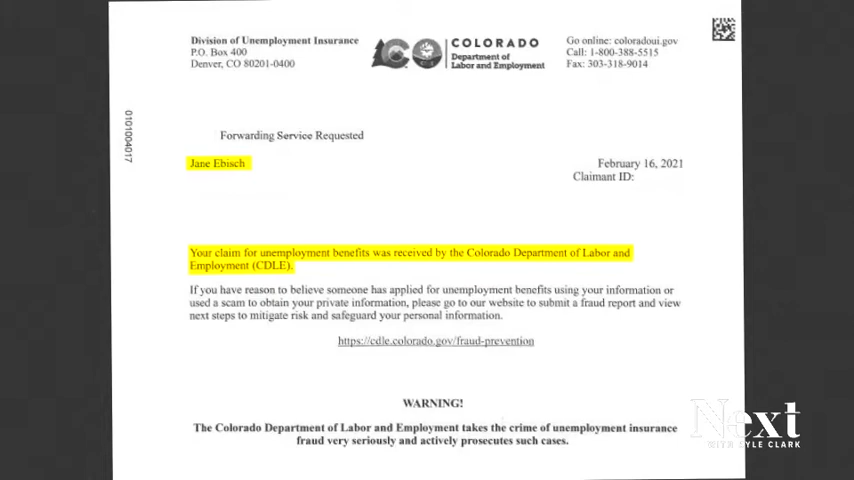 Division of Unemployment Insurance
P.O. Box 400
Denver, CO 80201-0400
COLORADO
Department of
Labor and Employment
Go online: coloradoui.gov
Call: 1-800-388-5515
Fax: 303-318-9014
0101004017
Forwarding Service Requested
Jane Ebisch
February 16, 2021
Claimant ID:
Your claim for unemployment benefits was received by the Colorado Department of Labor and
Employment (CDLE).
If you have reason to believe someone has applied for unemployment benefits using your information or
used a scam to obtain your private information, please go to our website to submit a fraud report and view
next steps to mitigate risk and safeguard your personal information.
https://cdle.colorado.gov/fraud-prevention
WARNING!
The Colorado Department of Labor and Employment takes the crime of unemployment insurance
fraud very seriously and actively prosecutes such cases.
Next
WITH KYLE CLARK